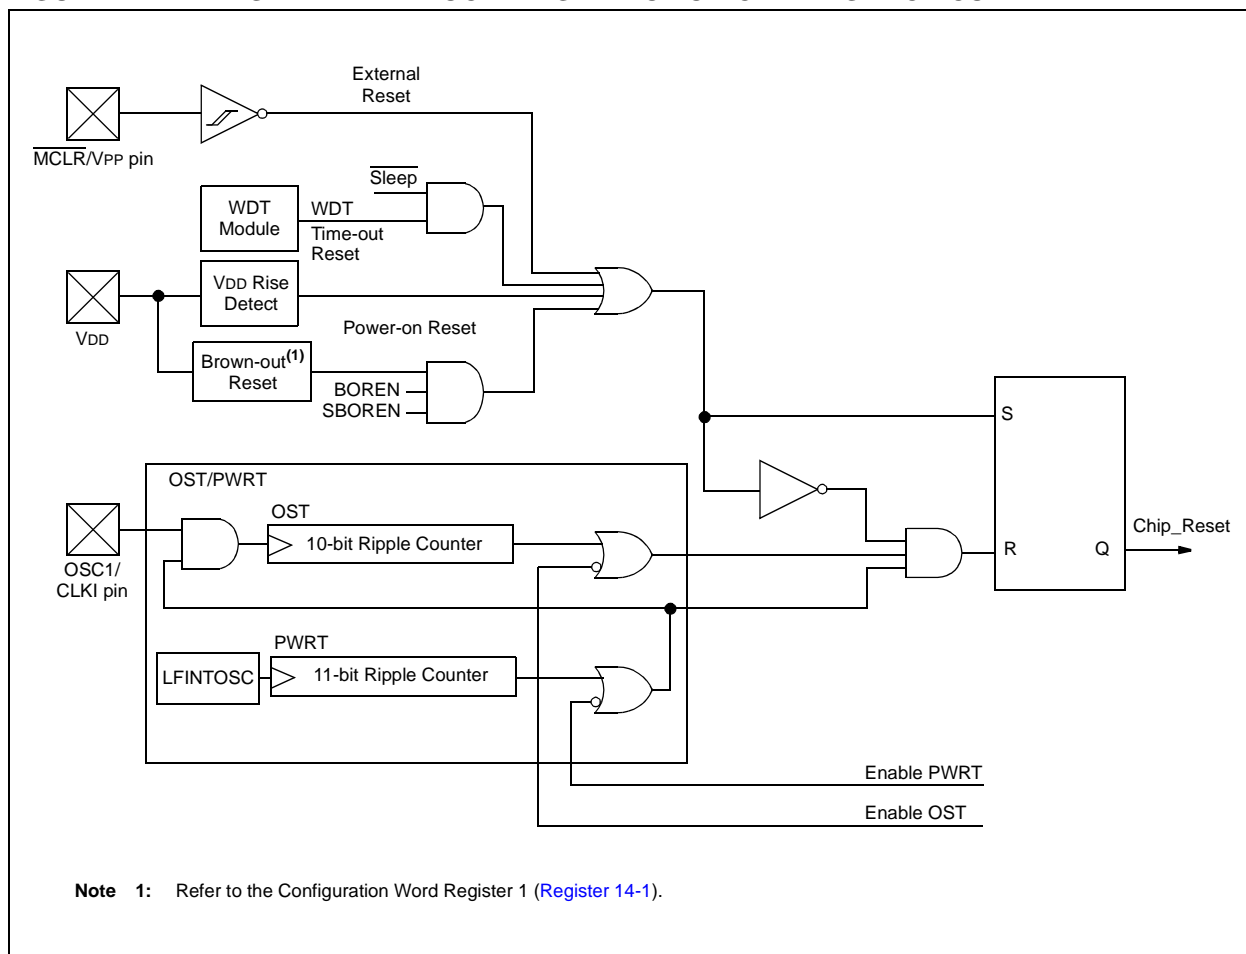 External
Reset
MCLR/VPP pin
Sleep
WDT
Module
WDT
Time-out
Reset
VDD Rise
Detect
VDD
Power-on Reset
Brown-out(1)
Reset
BOREN
SBOREN
S
OST/PWRT
OST
10-bit Ripple Counter
OSC1/
CLKI pin
Chip_Reset
R
Q
PWRT
LFINTOSC
11-bit Ripple Counter
Enable PWRT
Enable OST
Note 1: Refer to the Configuration Word Register 1 (Register 14-1).